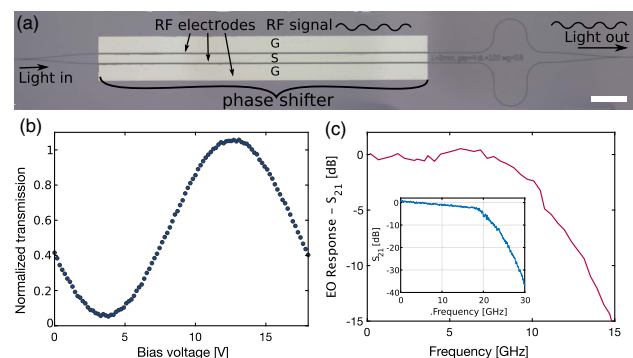 (a)
RF electrodes
RF signal
G
S
G
Light in
Light out
phase shifter
(b)
Normalized transmission
1
0.8
0.6
0.4
0.2
0
0
5
10
15
Bias voltage [V]
(c)
EO Response – S21 [dB]
0
-5
-10
-15
0
5
10
15
Frequency [GHz]
S21 [dB]
0
-10
-20
-30
-40
0
10
20
30
.Frequency [GHz]